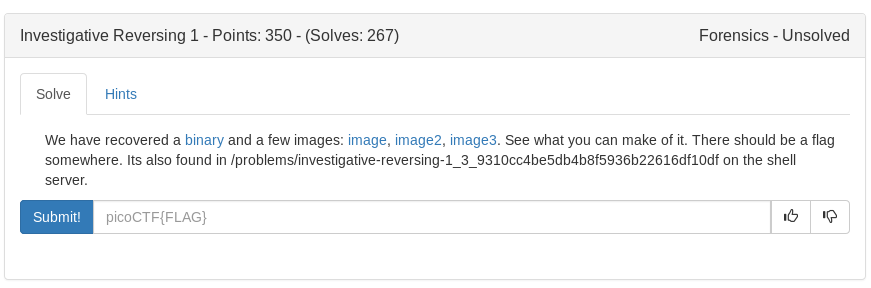 Investigative Reversing 1 - Points: 350 - (Solves: 267) Forensics - Unsolved
Solve Hints
We have recovered a binary and a few images: image, image2, image3. See what you can make of it. There should be a flag
somewhere. Its also found in /problems/investigative-reversing-1_3_9310cc4be5db4b8f5936b22616df10df on the shell
server.
Submit! picoCTF{FLAG}